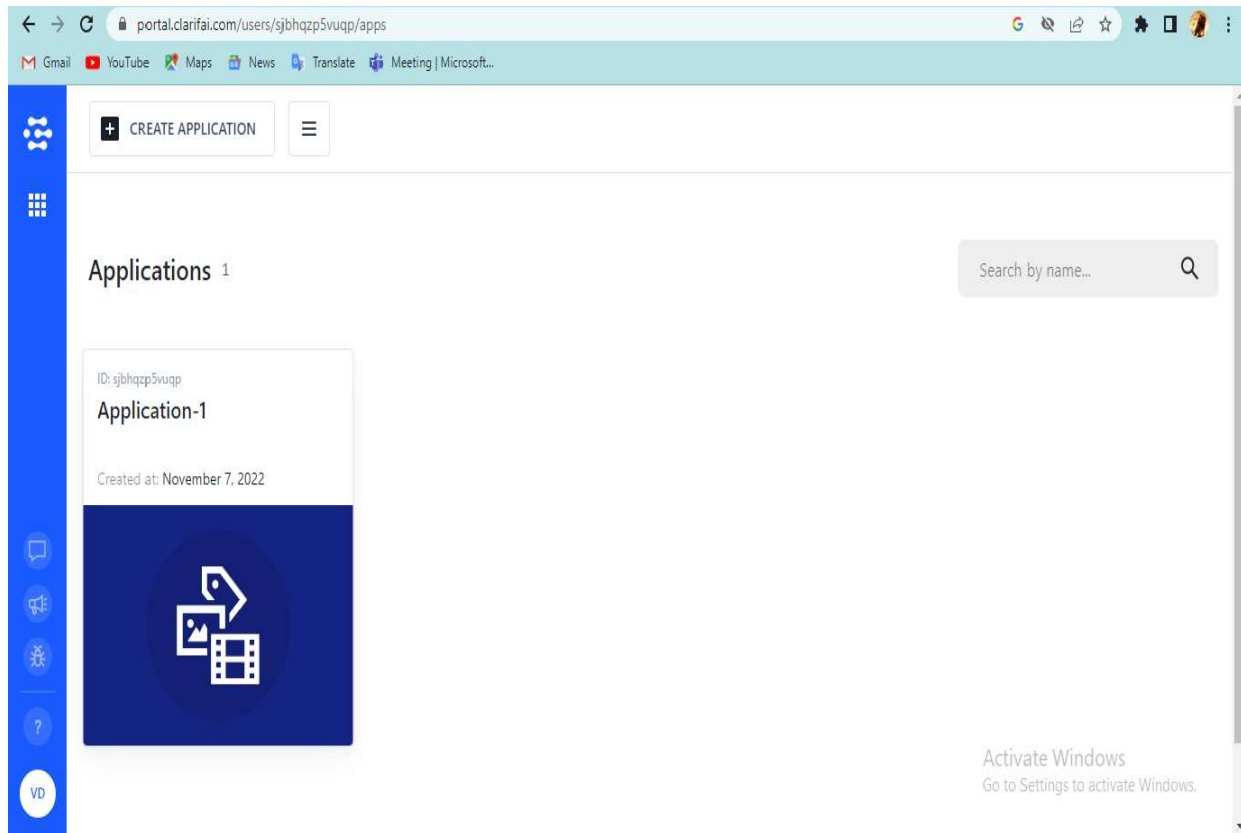 portal.clarifai.com/users/sjbhqzp5vuqp/apps
Gmail YouTube Maps News Translate Meeting | Microsoft...
CREATE APPLICATION
Applications 1
Search by name...
ID: sjbhqzp5vuqp
Application-1
Created at: November 7, 2022
?
Activate Windows
Go to Settings to activate Windows.
VD